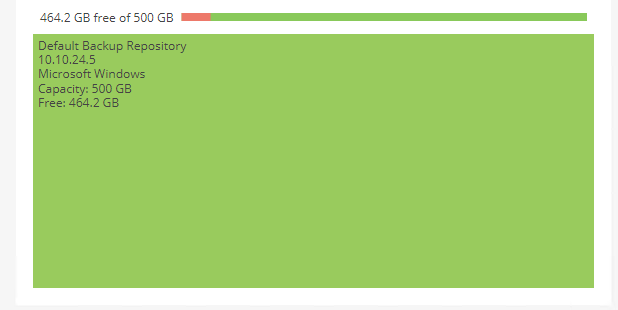 464.2 GB free of 500 GB
Default Backup Repository
10.10.24.5
Microsoft Windows
Capacity: 500 GB
Free: 464.2 GB